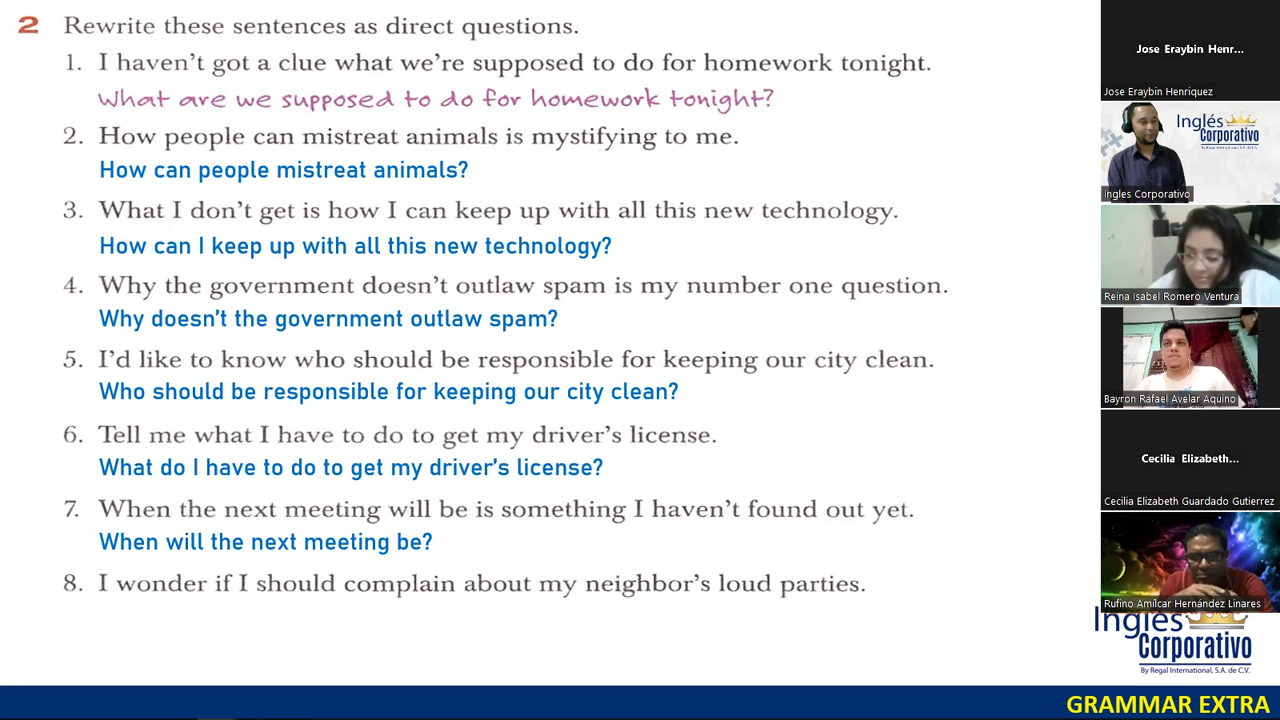 2 Rewrite these sentences as direct questions.
1. I haven't got a clue what we're supposed to do for homework tonight.
What are we supposed to do for homework tonight?
2. How people can mistreat animals is mystifying to me.
How can people mistreat animals?
3. What I don't get is how I can keep up with all this new technology.
How can I keep up with all this new technology?
4. Why the government doesn't outlaw spam is my number one question.
Why doesn't the government outlaw spam?
5. I'd like to know who should be responsible for keeping our city clean.
Who should be responsible for keeping our city clean?
6. Tell me what I have to do to get my driver's license.
What do I have to do to get my driver's license?
7. When the next meeting will be is something I haven't found out yet.
When will the next meeting be?
8. I wonder if I should complain about my neighbor's loud parties.
Jose Eraybin Henr...
Jose Eraybin Henriquez
Inglés
Corporativo
By Regal International, S.A. de C.V.
Ingles Corporativo
Reina Isabel Romero Ventura
Bayron Rafael Avelar Aquino
Cecilia Elizabeth...
Cecilia Elizabeth Guardado Gutierrez
Rufino Amilcar Hernández Linares
Inglés
Corporativo
By Regal International, S.A. de C.V.
GRAMMAR EXTRA